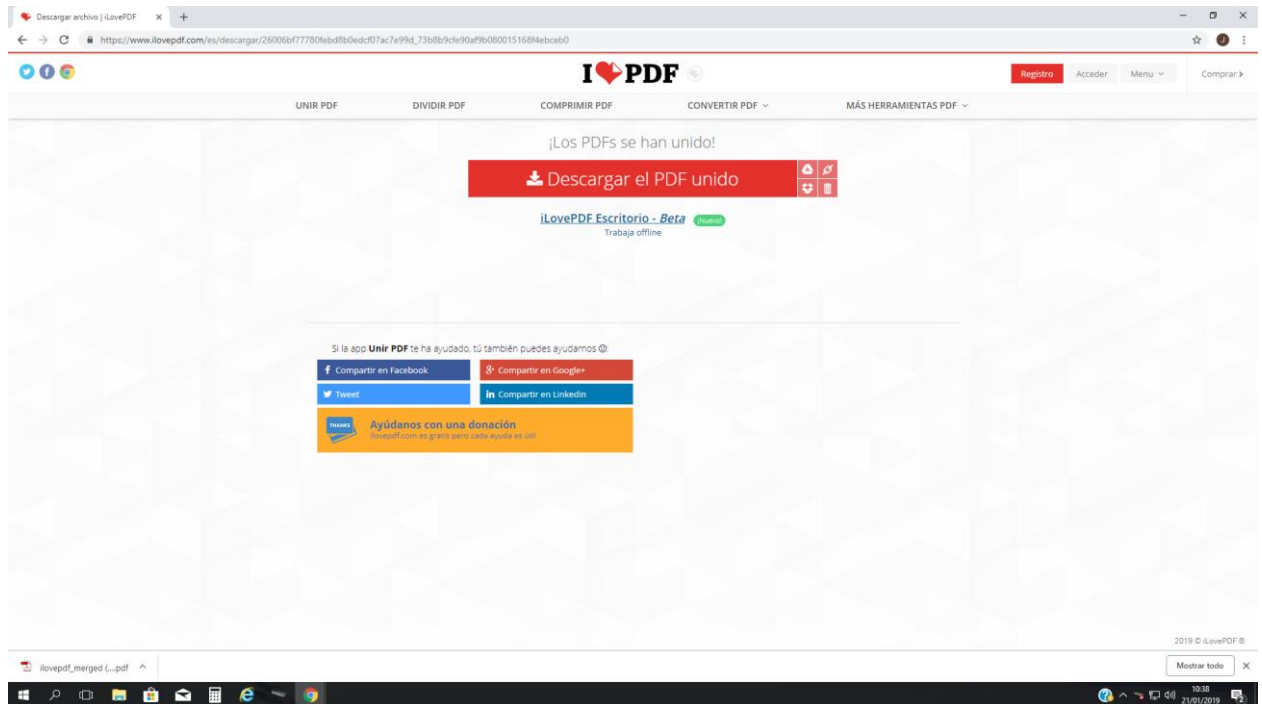 Descargar archivo | iLovePDF
https://www.ilovepdf.com/es/descargar/26006bf77780febd8b0edcf07ac7e99d_73b8b9cfe90af9b080015168f4ebceb0
J
I PDF
Registro
Acceder
Menu
Comprar
UNIR PDF
DIVIDIR PDF
COMPRIMIR PDF
CONVERTIR PDF
MÁS HERRAMIENTAS PDF
¡Los PDFs se han unido!
Descargar el PDF unido
iLovePDF Escritorio - Beta ¡Nuevo!
Trabaja offline
Si la app Unir PDF te ha ayudado, tú también puedes ayudarnos
Compartir en Facebook
Compartir en Google+
Tweet
Compartir en Linkedin
THANKS
Ayúdanos con una donación
ilovepdf.com es gratis pero cada ayuda es útil
2019 © iLovePDF ®
ilovepdf_merged (....pdf
Mostrar todo
10:38
21/01/2019
2